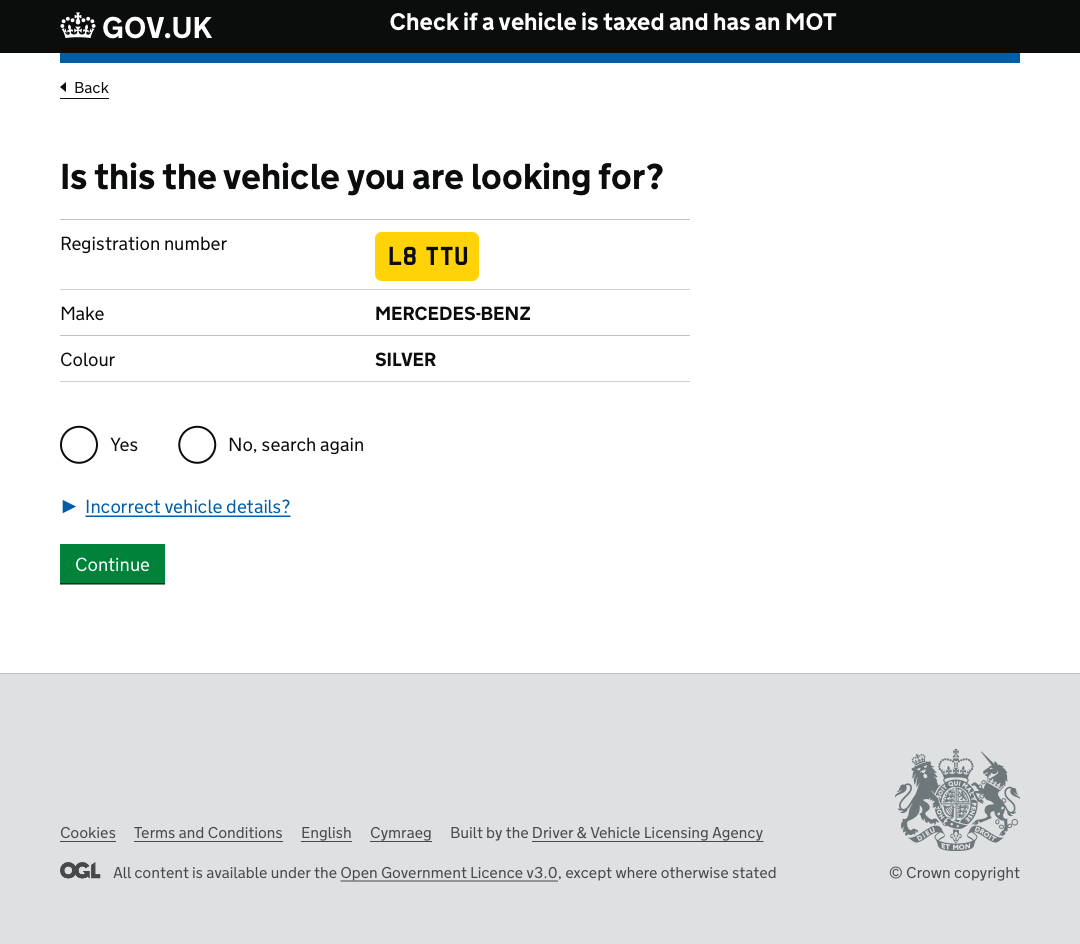 GOV.UK
Check if a vehicle is taxed and has an MOT
Back
Is this the vehicle you are looking for?
Registration number
L8 TTU
Make
MERCEDES-BENZ
Colour
SILVER
Yes
No, search again
Incorrect vehicle details?
Continue
Cookies Terms and Conditions English Cymraeg Built by the Driver & Vehicle Licensing Agency
OGL All content is available under the Open Government Licence v3.0, except where otherwise stated
DIEU ET MON DROIT
© Crown copyright